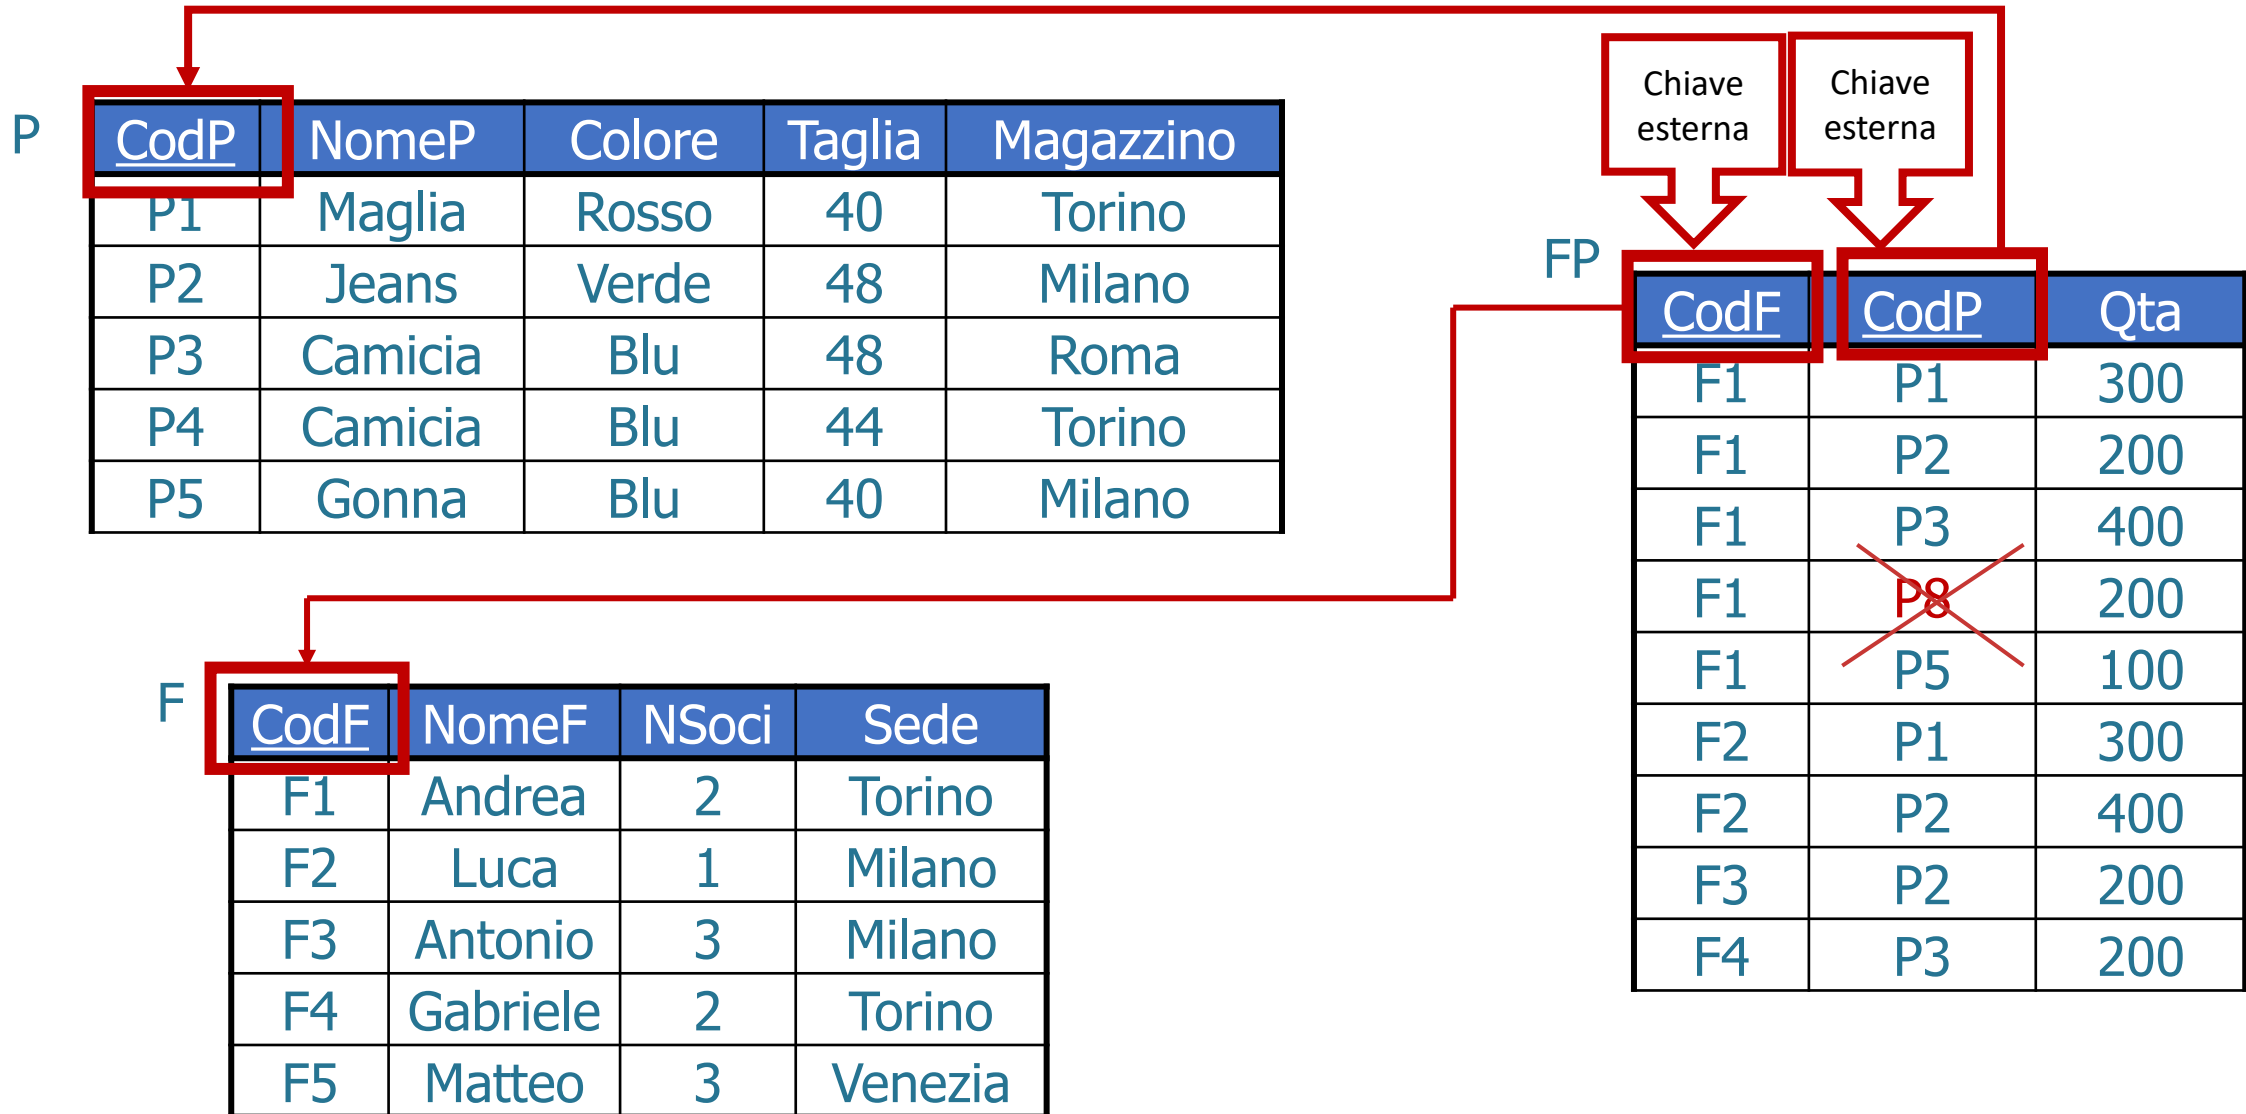 P
CodP NomeP Colore Taglia Magazzino
P1 Maglia Rosso 40 Torino
P2 Jeans Verde 48 Milano
P3 Camicia Blu 48 Roma
P4 Camicia Blu 44 Torino
P5 Gonna Blu 40 Milano
Chiave
esterna
Chiave
esterna
FP
CodF CodP Qta
F1 P1 300
F1 P2 200
F1 P3 400
F1 P8 200
F1 P5 100
F2 P1 300
F2 P2 400
F3 P2 200
F4 P3 200
F
CodF NomeF NSoci Sede
F1 Andrea 2 Torino
F2 Luca 1 Milano
F3 Antonio 3 Milano
F4 Gabriele 2 Torino
F5 Matteo 3 Venezia